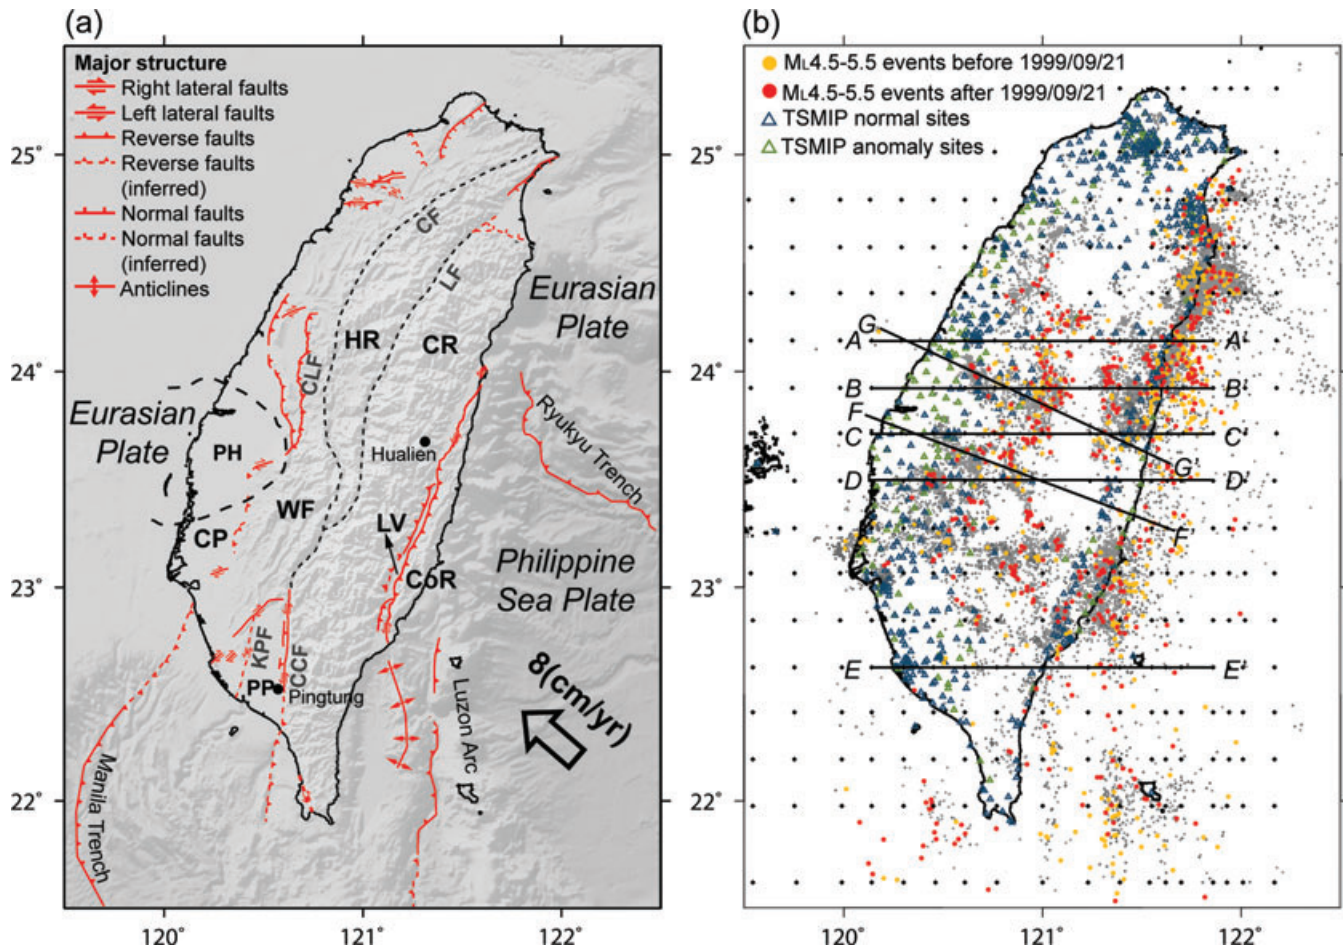 (a)
Major structure
Right lateral faults
Left lateral faults
Reverse faults
Reverse faults
(inferred)
Normal faults
Normal faults
(inferred)
Anticlines
25°
24°
23°
22°
120°
121°
122°
CF
LF
HR
CR
CLF
Eurasian
Plate
Eurasian
Plate
PH
Hualien
Ryukyu Trench
WF
LV
CP
CoR
Philippine
Sea Plate
KPF
CCF
PP
Pingtung
Luzon Arc
8(cm/yr)
Manila Trench
(b)
ML4.5-5.5 events before 1999/09/21
ML4.5-5.5 events after 1999/09/21
TSMIP normal sites
TSMIP anomaly sites
25°
24°
23°
22°
120°
121°
122°
G
A
A'
B
B'
F
C
C'
G'
D
D'
F'
E
E'